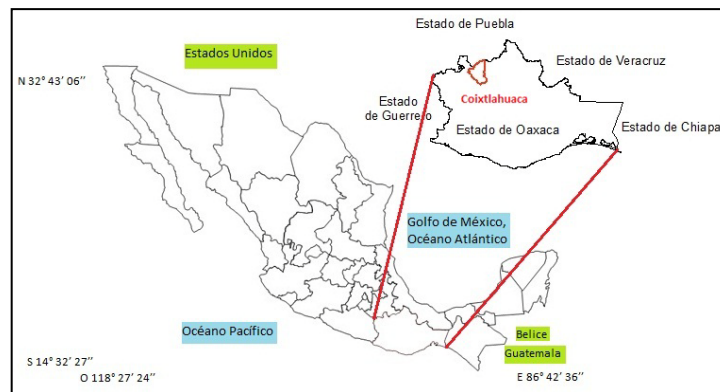 Estado de Puebla
Estados Unidos
Estado de Veracruz
N 32° 43' 06’’
Coixtlahuaca
Estado
de Guerrero
Estado de Oaxaca
Estado de Chiapa
Golfo de México,
Océano Atlántico
Océano Pacífico
Belice
Guatemala
S 14° 32' 27’’
O 118° 27' 24’’
E 86° 42' 36’’